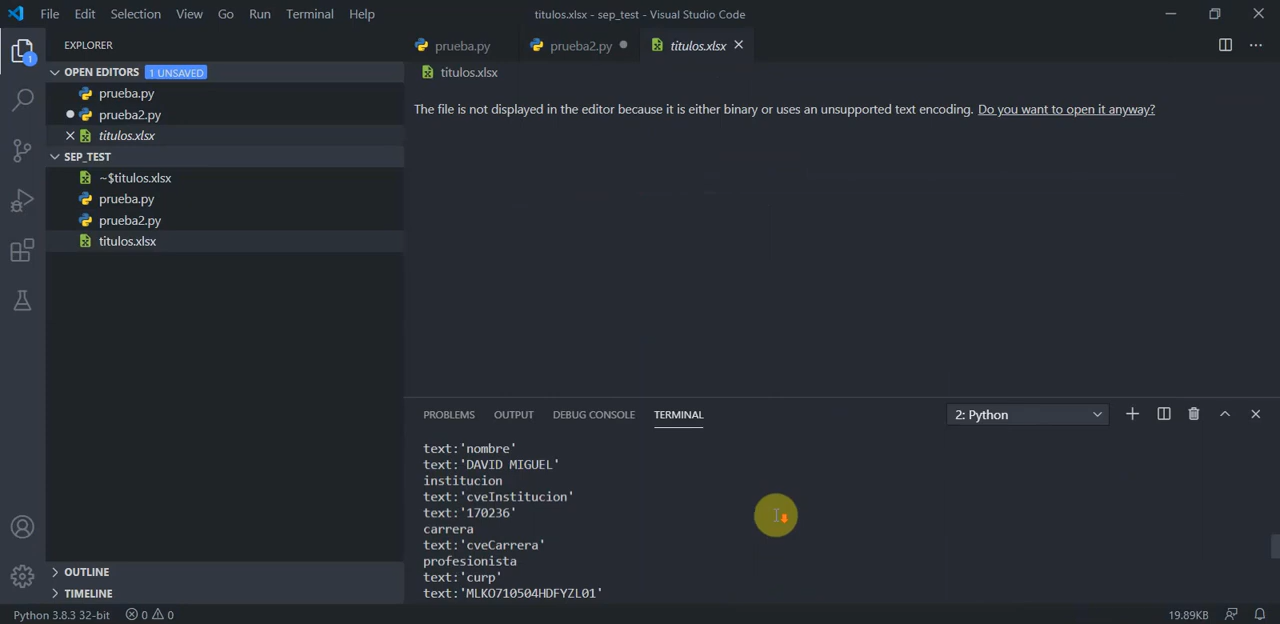 File Edit Selection View Go Run Terminal Help
titulos.xlsx - sep_test - Visual Studio Code
EXPLORER
OPEN EDITORS 1 UNSAVED
prueba.py
prueba2.py
titulos.xlsx
SEP_TEST
~$titulos.xlsx
prueba.py
prueba2.py
titulos.xlsx
OUTLINE
TIMELINE
1
prueba.py prueba2.py titulos.xlsx
titulos.xlsx
The file is not displayed in the editor because it is either binary or uses an unsupported text encoding. Do you want to open it anyway?
PROBLEMS OUTPUT DEBUG CONSOLE TERMINAL
2: Python
text:'nombre'
text:'DAVID MIGUEL'
institucion
text:'cveInstitucion'
text:'170236'
carrera
text:'cveCarrera'
profesionista
text:'curp'
text:'MLKO710504HDFYZL01'
Python 3.8.3 32-bit 0 0 19.89KB